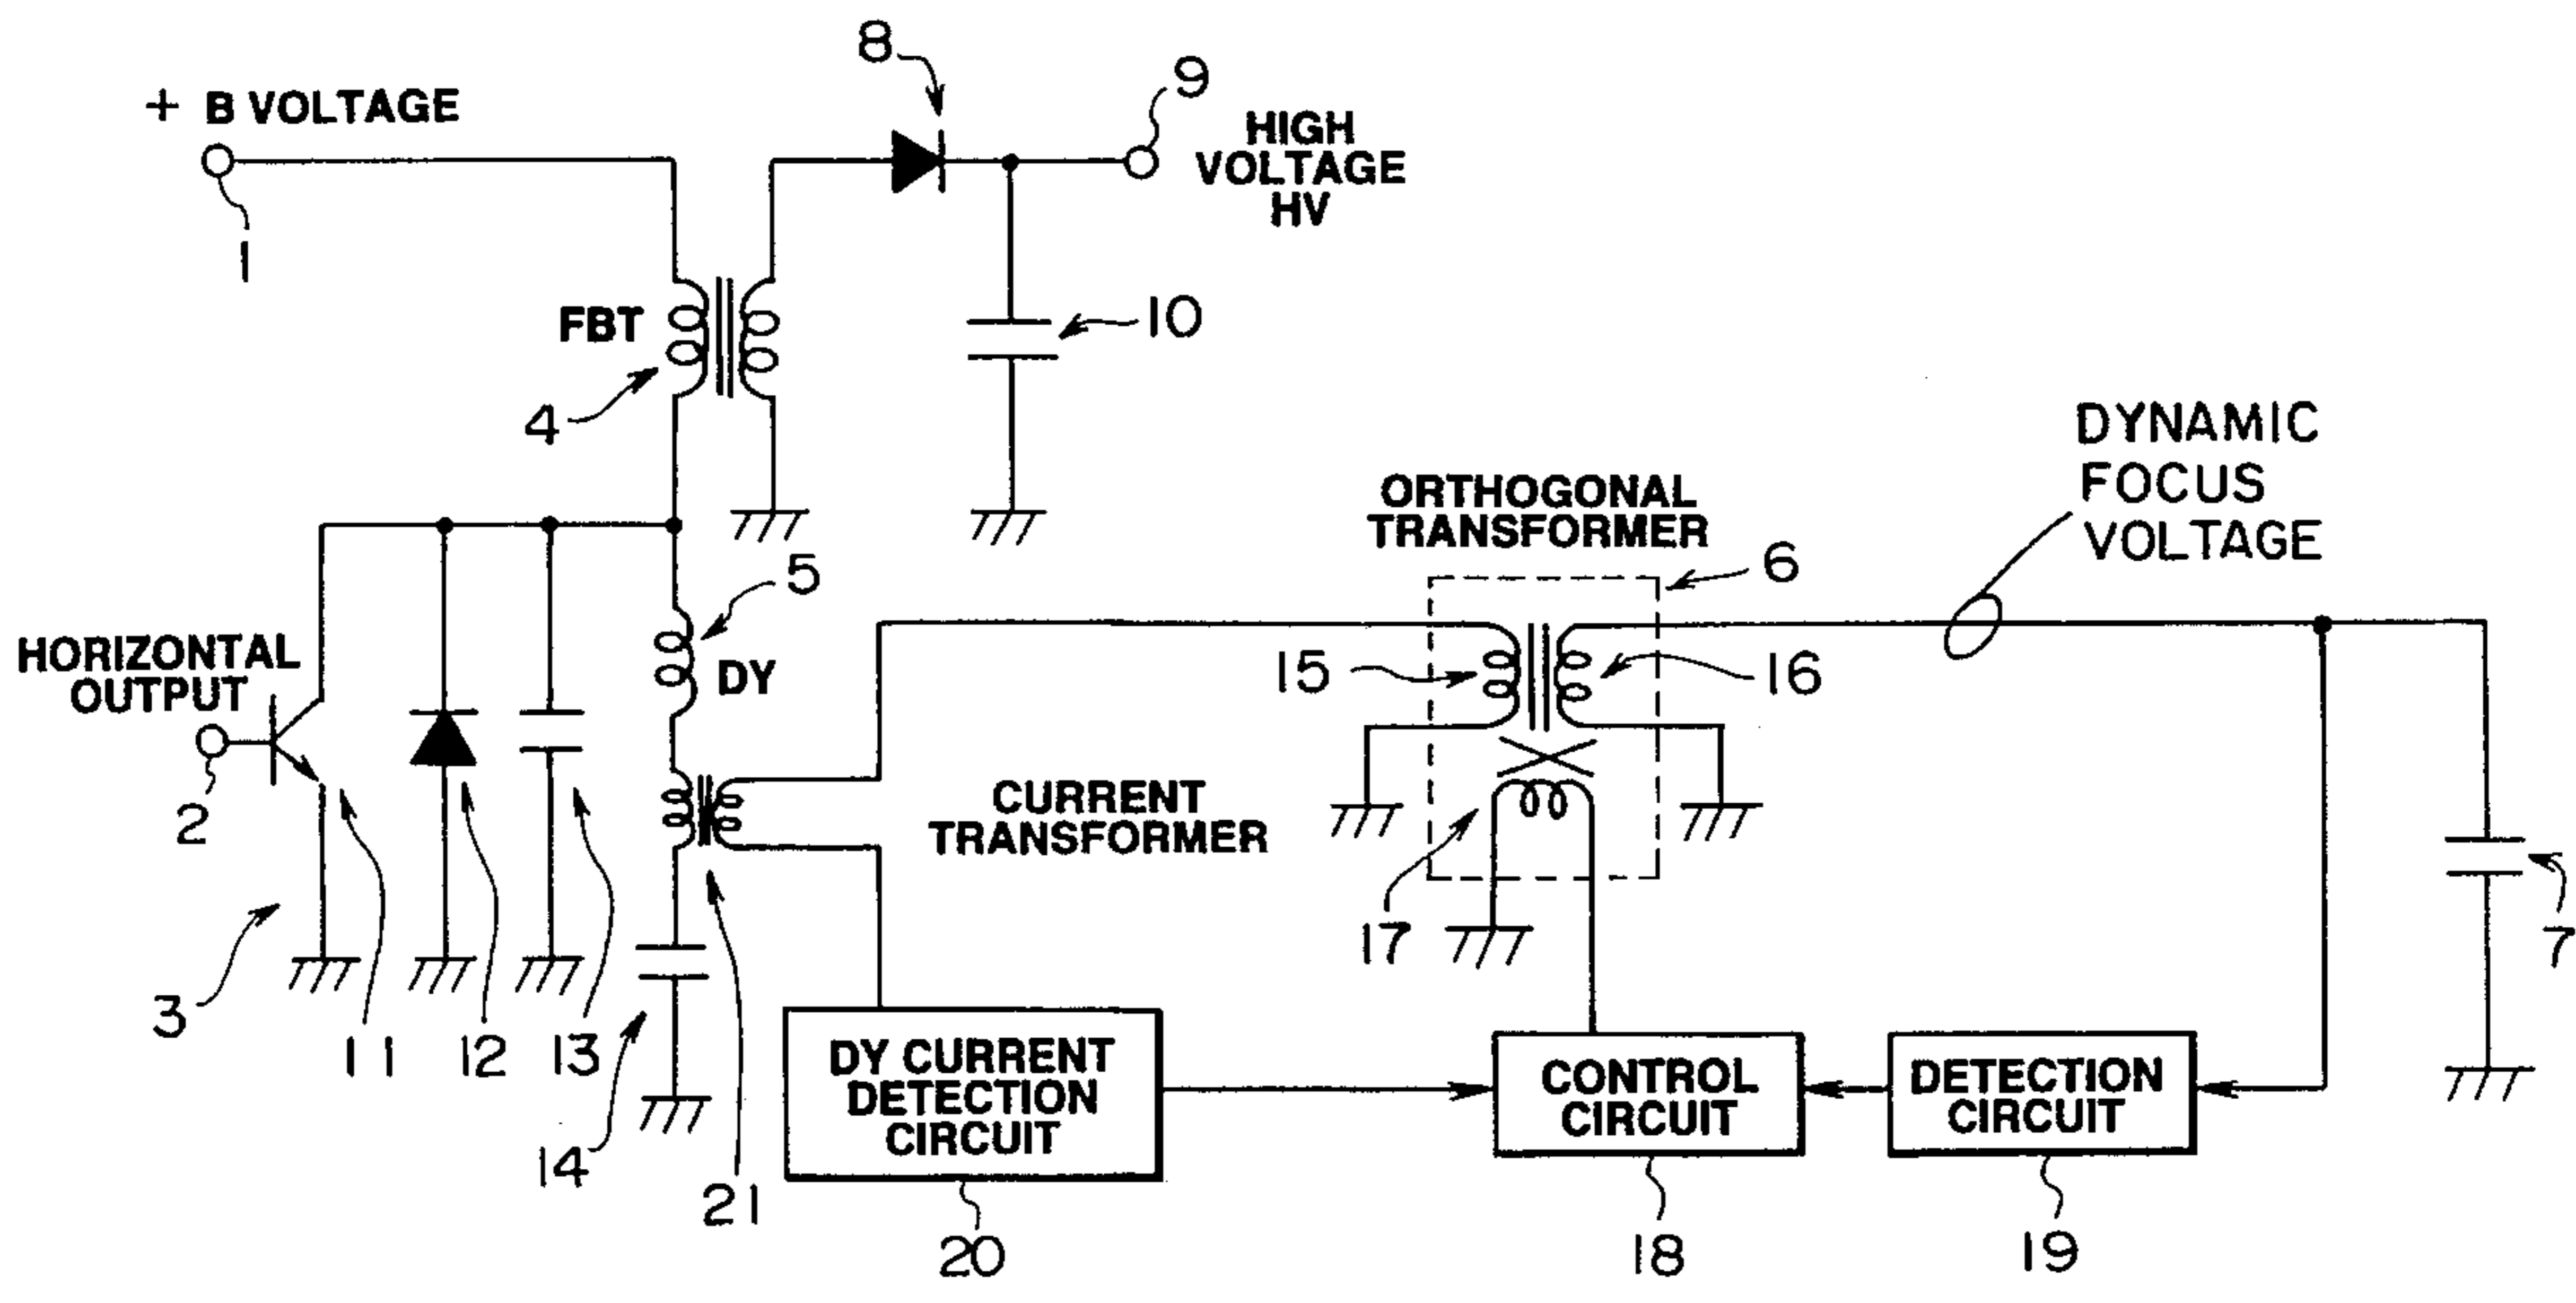 8
9
+ B VOLTAGE
HIGH
VOLTAGE
HV
1
FBT
10
4
DYNAMIC
FOCUS
VOLTAGE
ORTHOGONAL
TRANSFORMER
5
6
HORIZONTAL
OUTPUT
DY
15
16
2
CURRENT
TRANSFORMER
17
7
3
11
12
13
14
21
DY CURRENT
DETECTION
CIRCUIT
CONTROL
CIRCUIT
DETECTION
CIRCUIT
20
18
19